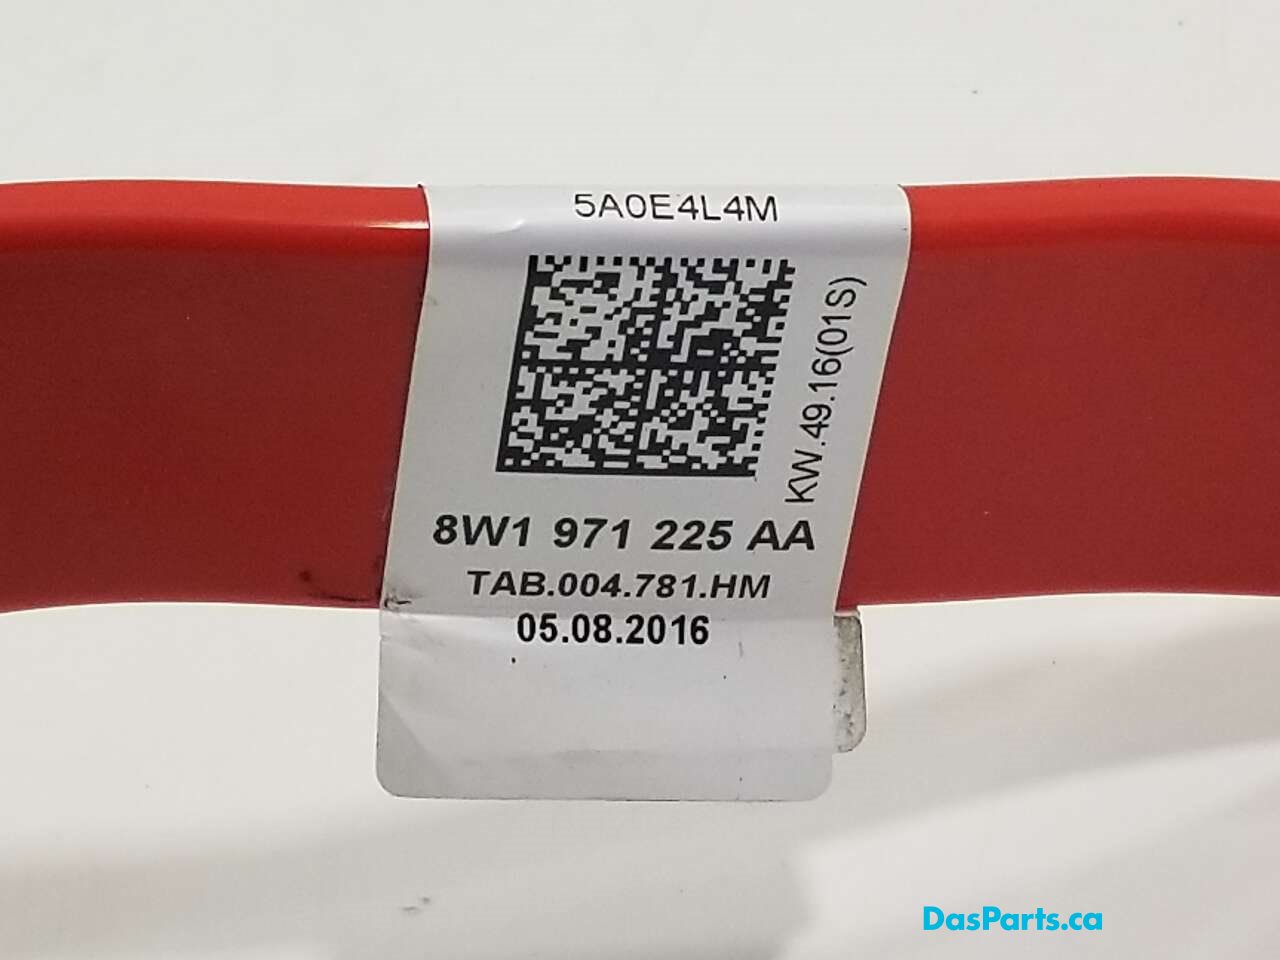 5A0E4L4M
KW.49.16(01S)
8W1 971 225 AA
TAB.004.781.HM
05.08.2016
DasParts.ca